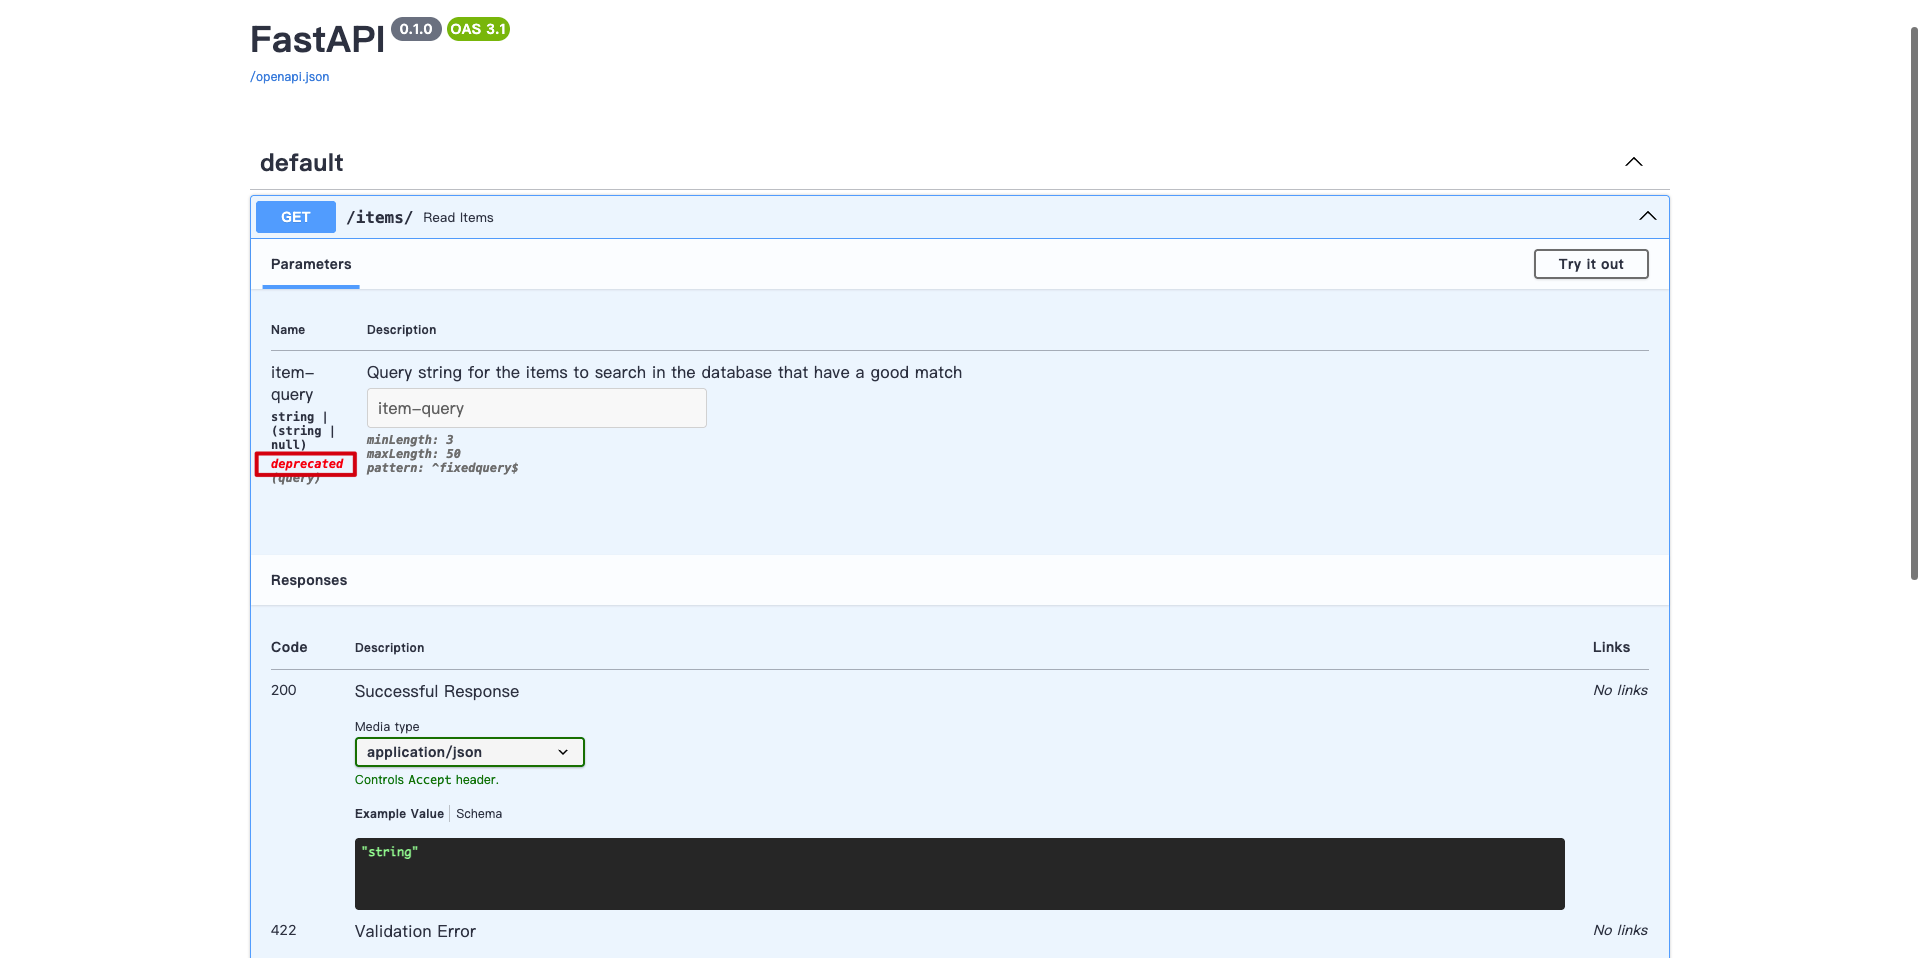 FastAPI 0.1.0 OAS 3.1
/openapi.json
default
GET /items/ Read Items
Parameters Try it out
Name Description
item-query
string | (string | null)
deprecated
(query)
Query string for the items to search in the database that have a good match
item-query
minLength: 3
maxLength: 50
pattern: ^fixedquery$
Responses
Code Description Links
200 Successful Response No links
Media type
application/json
Controls Accept header.
Example Value Schema
"string"
422 Validation Error No links